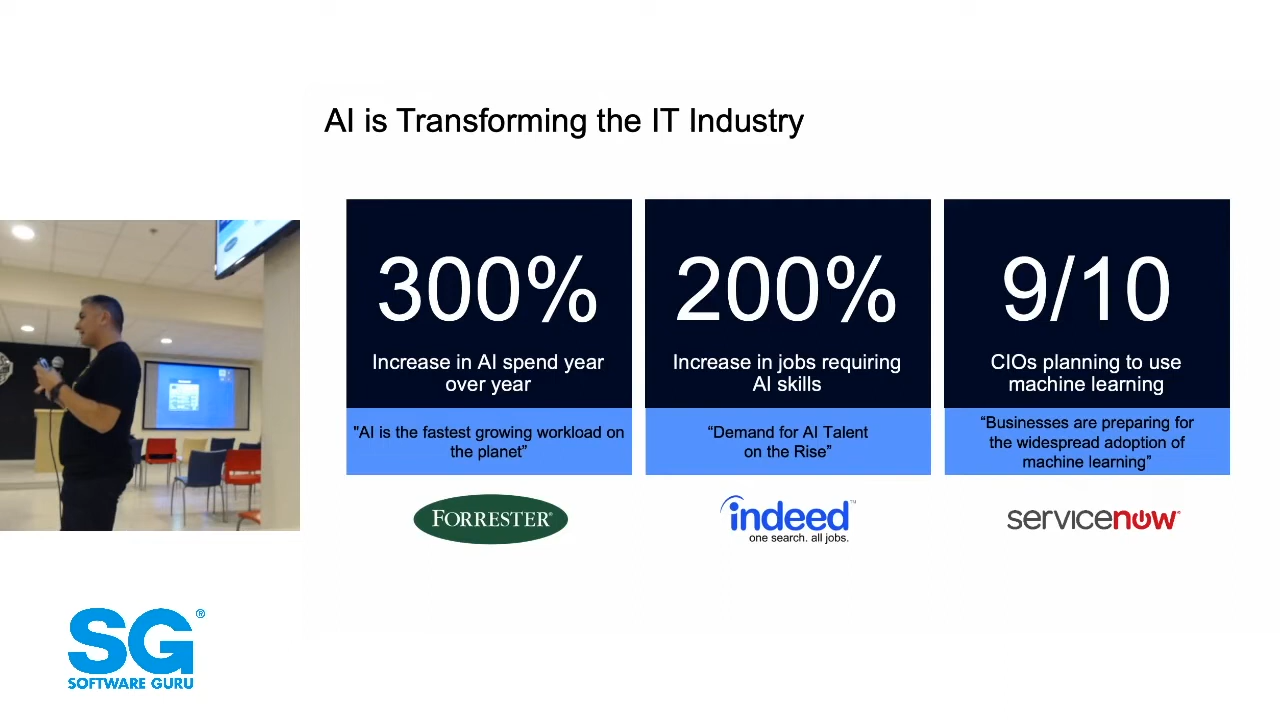 AI is Transforming the IT Industry
300%
Increase in AI spend year
over year
"AI is the fastest growing workload on
the planet”
FORRESTER®
200%
Increase in jobs requiring
AI skills
“Demand for AI Talent
on the Rise”
indeed™
one search. all jobs.
9/10
CIOs planning to use
machine learning
“Businesses are preparing for
the widespread adoption of
machine learning”
servicenow®
SG®
SOFTWARE GURU